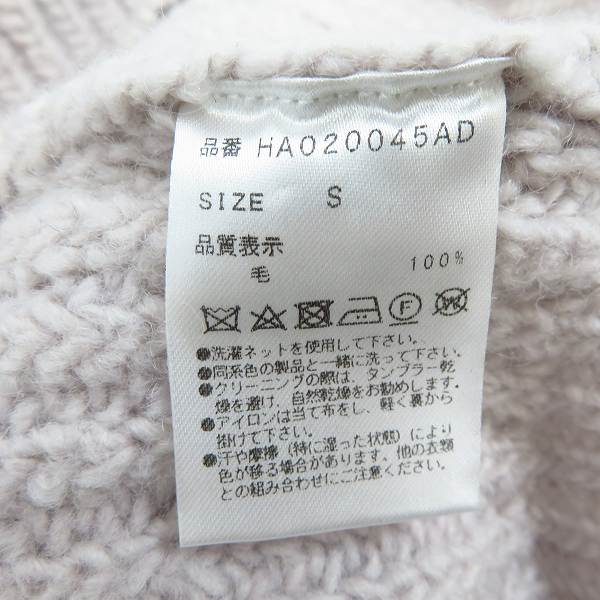 品番 HA020045AD
SIZE S
品質表示
毛 100%
F W
●洗濯ネットを使用して下さい。
●同系色の製品と一緒に洗って下さい。
●クリーニングの際は、タンブラー乾
燥を避け、自然乾燥をお勧めします。
●アイロンは当て布をし、軽く裏から
掛けて下さい。
●汗や摩擦（特に湿った状態）により
色が移る場合があります。他の衣類
との組み合わせにご注意ください。